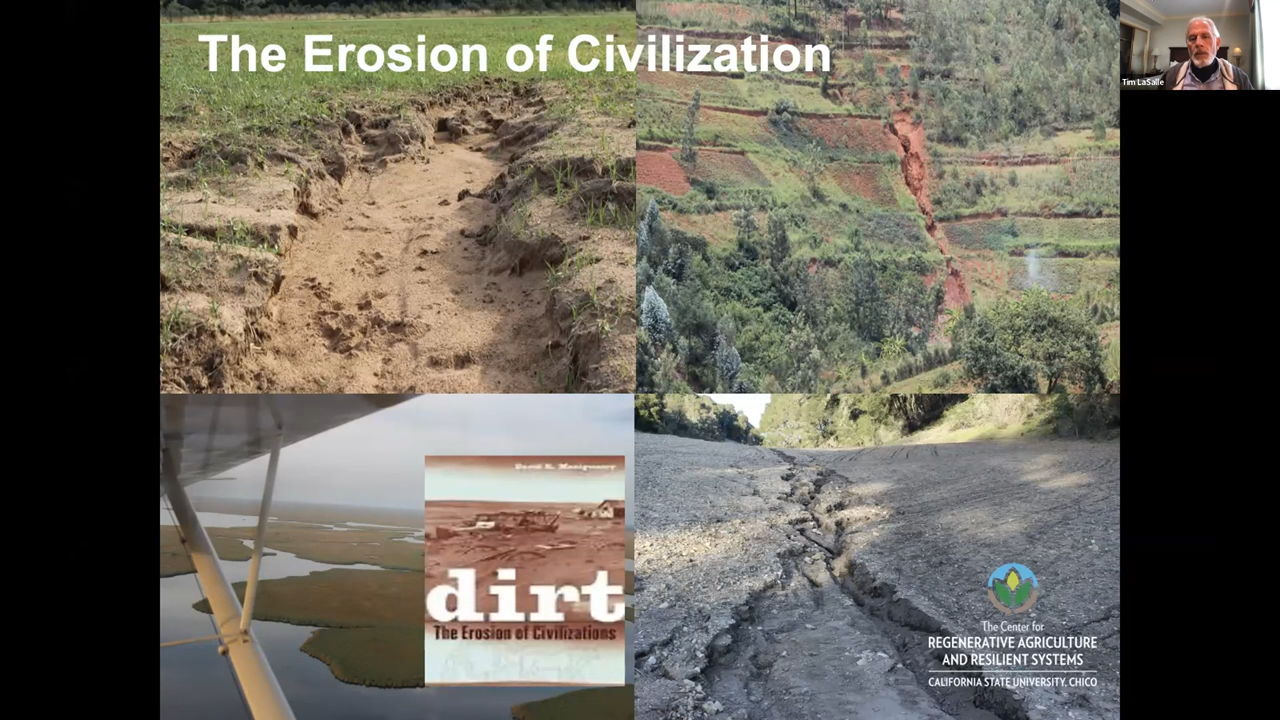 The Erosion of Civilization
Tim LaSalle
David R. Montgomery
dirt
The Erosion of Civilizations
The Center for
REGENERATIVE AGRICULTURE
AND RESILIENT SYSTEMS
CALIFORNIA STATE UNIVERSITY, CHICO